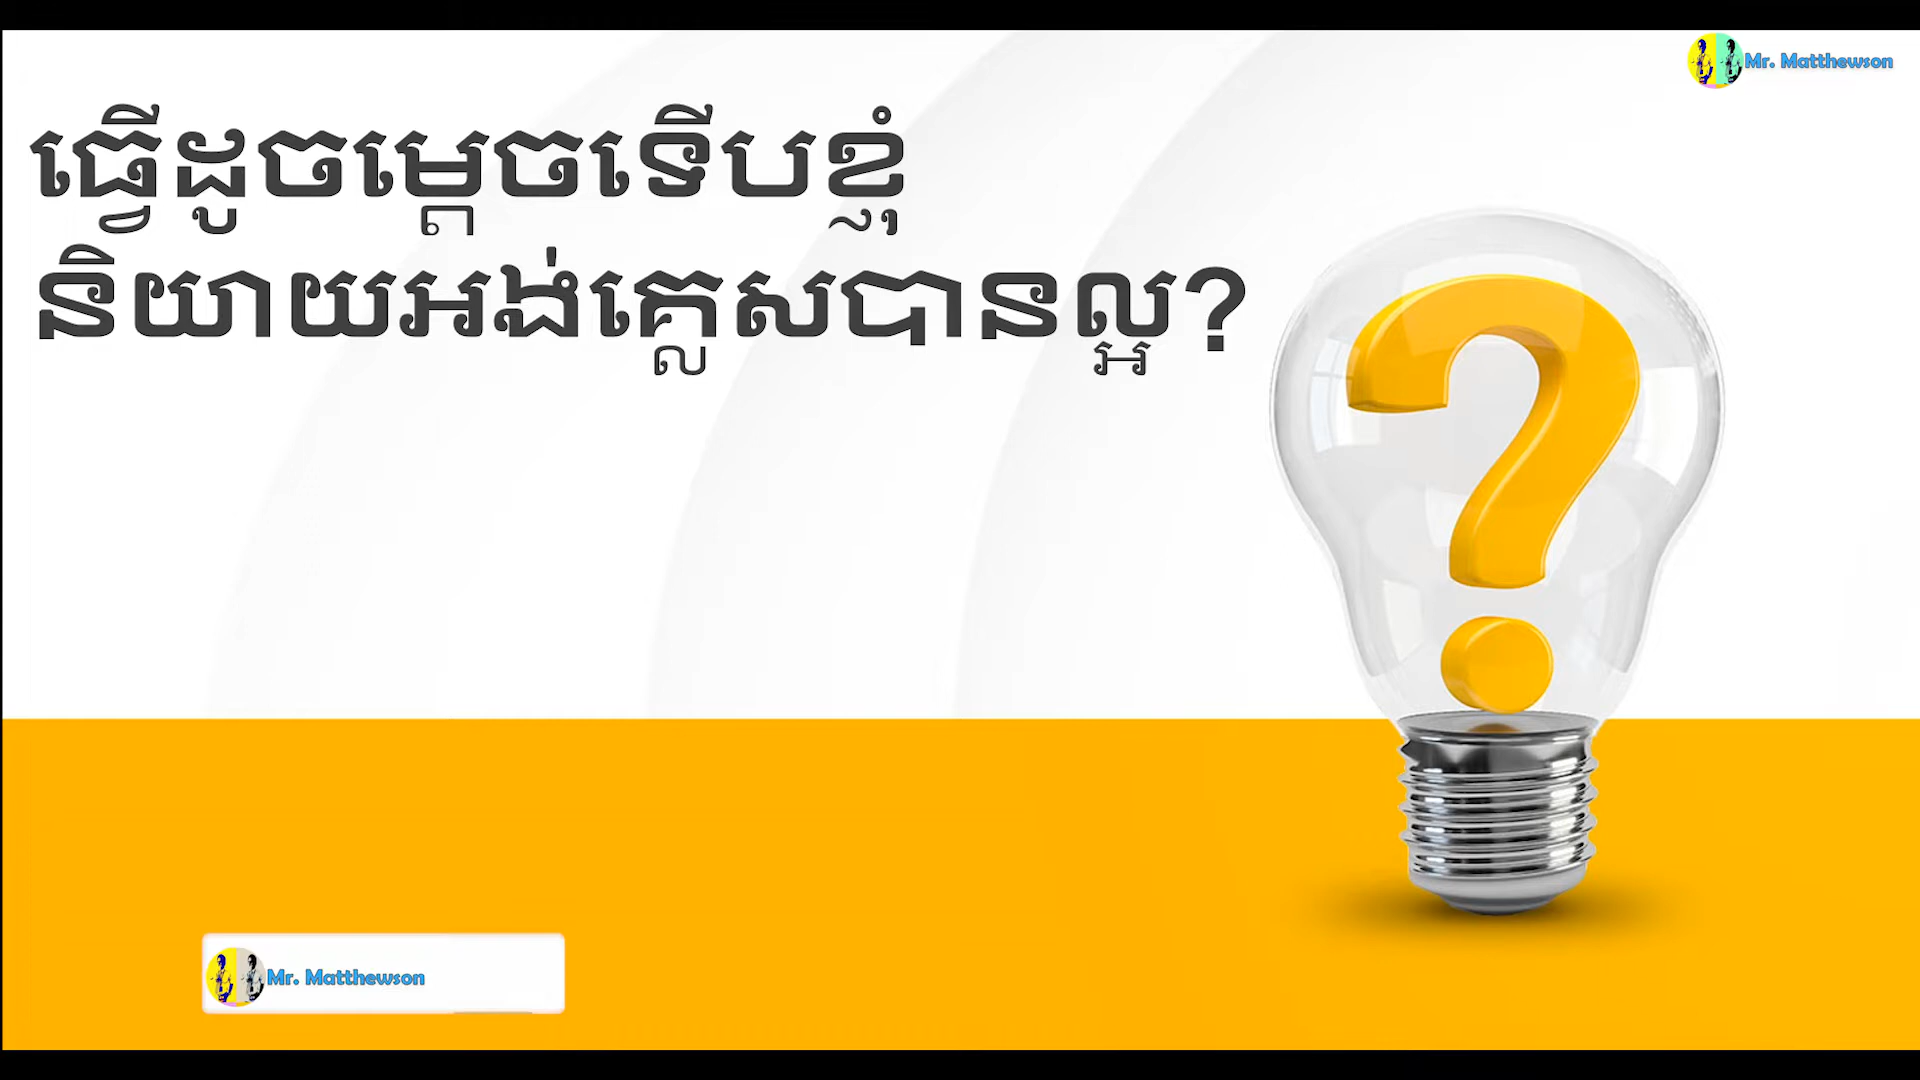 Mr. Matthewson
ធ្វើដូចម្ដេចទើបខ្ញុំ
និយាយអង់គ្លេសបានល្អ?
Mr. Matthewson